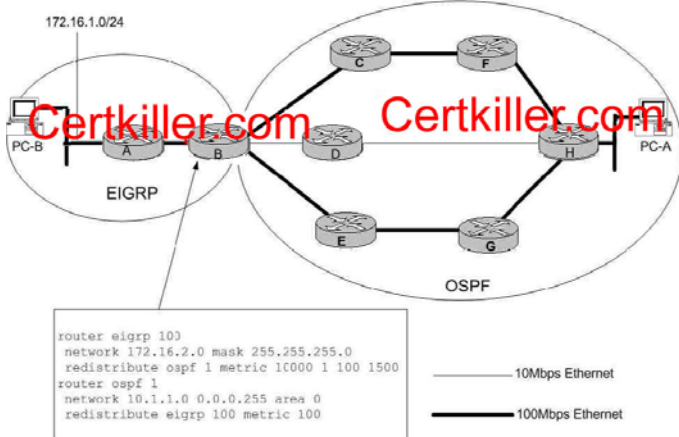 172.16.1.0/24
C
F
Certkiller.com
Certkiller.com
PC-B
A
B
D
H
PC-A
EIGRP
E
G
OSPF
router eigrp 100
network 172.16.2.0 mask 255.255.255.0
redistribute ospf 1 metric 10000 1 100 1500
router ospf 1
network 10.1.1.0 0.0.0.255 area 0
redistribute eigrp 100 metric 100
10Mbps Ethernet
100Mbps Ethernet